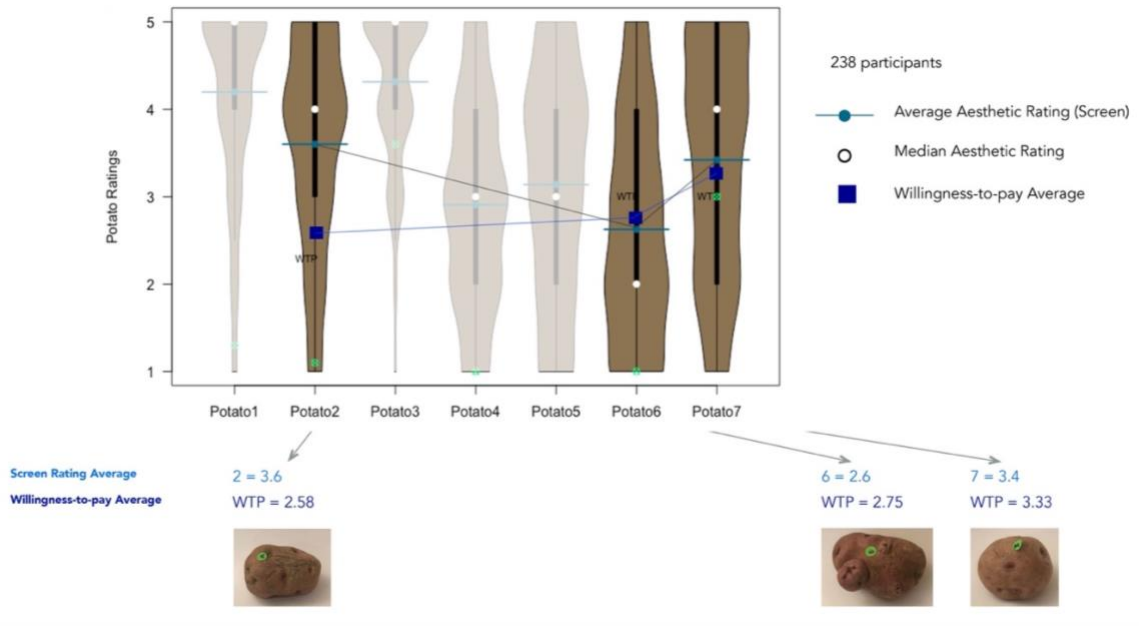 5
4
3
2
1
Potato Ratings
WTP
WTP
WT
Potato1 Potato2 Potato3 Potato4 Potato5 Potato6 Potato7
238 participants
Average Aesthetic Rating (Screen)
Median Aesthetic Rating
Willingness-to-pay Average
Screen Rating Average 2 = 3.6 6 = 2.6 7 = 3.4
Willingness-to-pay Average WTP = 2.58 WTP = 2.75 WTP = 3.33